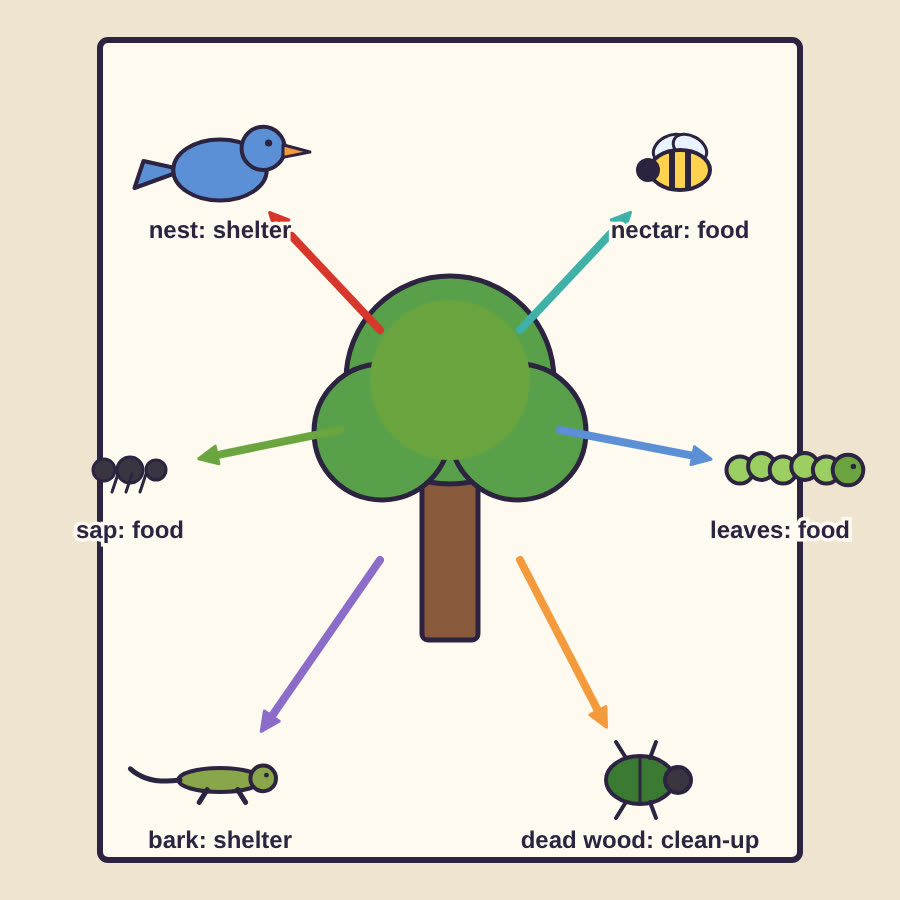 nest: shelter
nectar: food
sap: food
leaves: food
bark: shelter
dead wood: clean-up